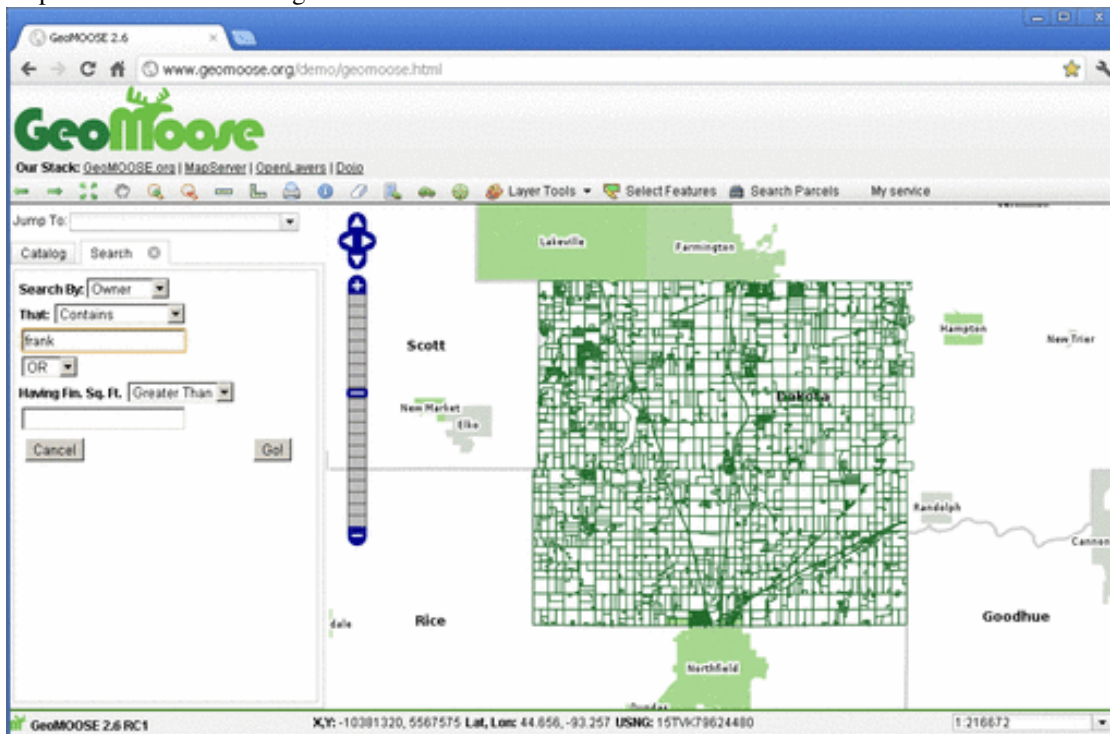 GeoMOOSE 2.6
www.geomoose.org/demo/geomoose.html
GeoMoose
Our Stack: GeoMOOSE.org | MapServer | OpenLayers | Dojo
Layer Tools Select Features Search Parcels My service
Jump To:
Catalog Search
Search By: Owner
That: Contains
frank
OR
Having Fin. Sq. Ft. Greater Than
Cancel Go!
Lakeville
Farmington
Scott
Hampton
New Trier
New Market
Elko
Dakota
Randolph
Cannon
dale
Rice
Goodhue
Northfield
GeoMOOSE 2.6 RC1
X,Y: -10381320, 5567575 Lat, Lon: 44.656, -93.257 USNG: 15TVK79624480
1:216672